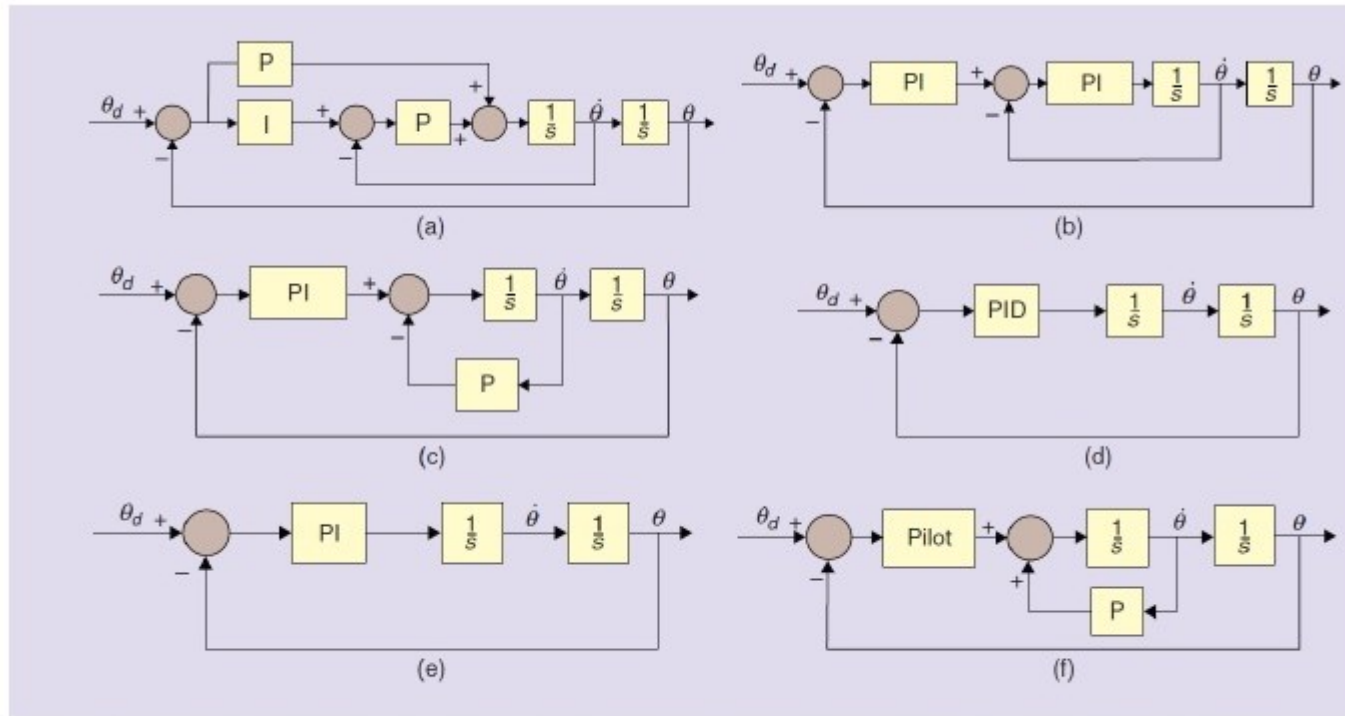 P
θd + I + P + + 1/s θ̇ 1/s θ
− −
(a)
θd + PI + PI 1/s θ̇ 1/s θ
− −
(b)
θd + PI + 1/s θ̇ 1/s θ
− −
P
(c)
θd + PID 1/s θ̇ 1/s θ
−
(d)
θd + PI 1/s θ̇ 1/s θ
−
(e)
θd + Pilot + 1/s θ̇ 1/s θ
− +
P
(f)